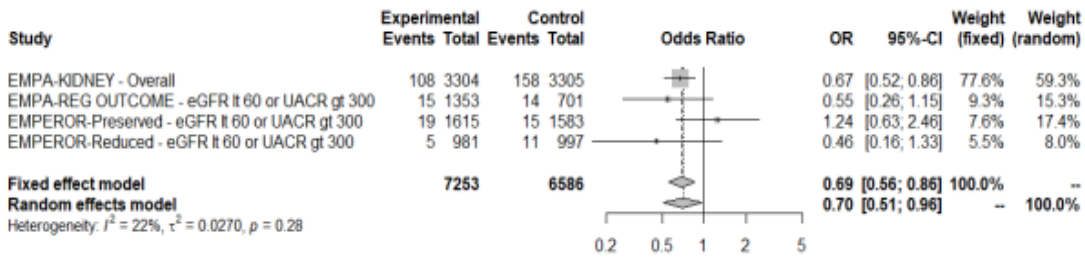 Experimental Control Weight Weight
Study Events Total Events Total Odds Ratio OR 95%-CI (fixed) (random)
EMPA-KIDNEY - Overall 108 3304 158 3305 0.67 [0.52; 0.86] 77.6% 59.3%
EMPA-REG OUTCOME - eGFR lt 60 or UACR gt 300 15 1353 14 701 0.55 [0.26; 1.15] 9.3% 15.3%
EMPEROR-Preserved - eGFR lt 60 or UACR gt 300 19 1615 15 1583 1.24 [0.63; 2.46] 7.6% 17.4%
EMPEROR-Reduced - eGFR lt 60 or UACR gt 300 5 981 11 997 0.46 [0.16; 1.33] 5.5% 8.0%
Fixed effect model 7253 6586 0.69 [0.56; 0.86] 100.0% --
Random effects model 0.70 [0.51; 0.96] -- 100.0%
Heterogeneity: I² = 22%, τ² = 0.0270, p = 0.28
0.2 0.5 1 2 5